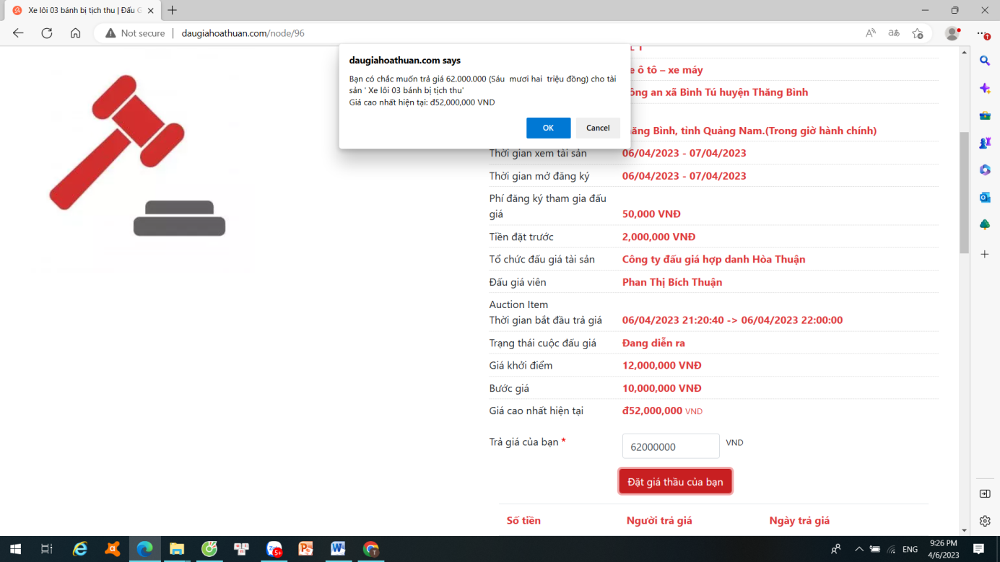 Xe lôi 03 bánh bị tịch thu | Đấu G
Not secure | daugiahoathuan.com/node/96
daugiahoathuan.com says
Bạn có chắc muốn trả giá 62.000.000 (Sáu mươi hai triệu đồng) cho tài
sản ' Xe lôi 03 bánh bị tịch thu'
Giá cao nhất hiện tại: đ52,000,000 VND
OK Cancel
e ô tô – xe máy
ông an xã Bình Tú huyện Thăng Bình
ăng Bình, tỉnh Quảng Nam.(Trong giờ hành chính)
Thời gian xem tài sản 06/04/2023 - 07/04/2023
Thời gian mở đăng ký 06/04/2023 - 07/04/2023
Phí đăng ký tham gia đấu
giá 50,000 VNĐ
Tiền đặt trước 2,000,000 VNĐ
Tổ chức đấu giá tài sản Công ty đấu giá hợp danh Hòa Thuận
Đấu giá viên Phan Thị Bích Thuận
Auction Item
Thời gian bắt đầu trả giá 06/04/2023 21:20:40 -> 06/04/2023 22:00:00
Trạng thái cuộc đấu giá Đang diễn ra
Giá khởi điểm 12,000,000 VNĐ
Bước giá 10,000,000 VNĐ
Giá cao nhất hiện tại đ52,000,000 VND
Trả giá của bạn * 62000000 VND
Đặt giá thầu của bạn
Số tiền Người trả giá Ngày trả giá
ENG
9:26 PM
4/6/2023